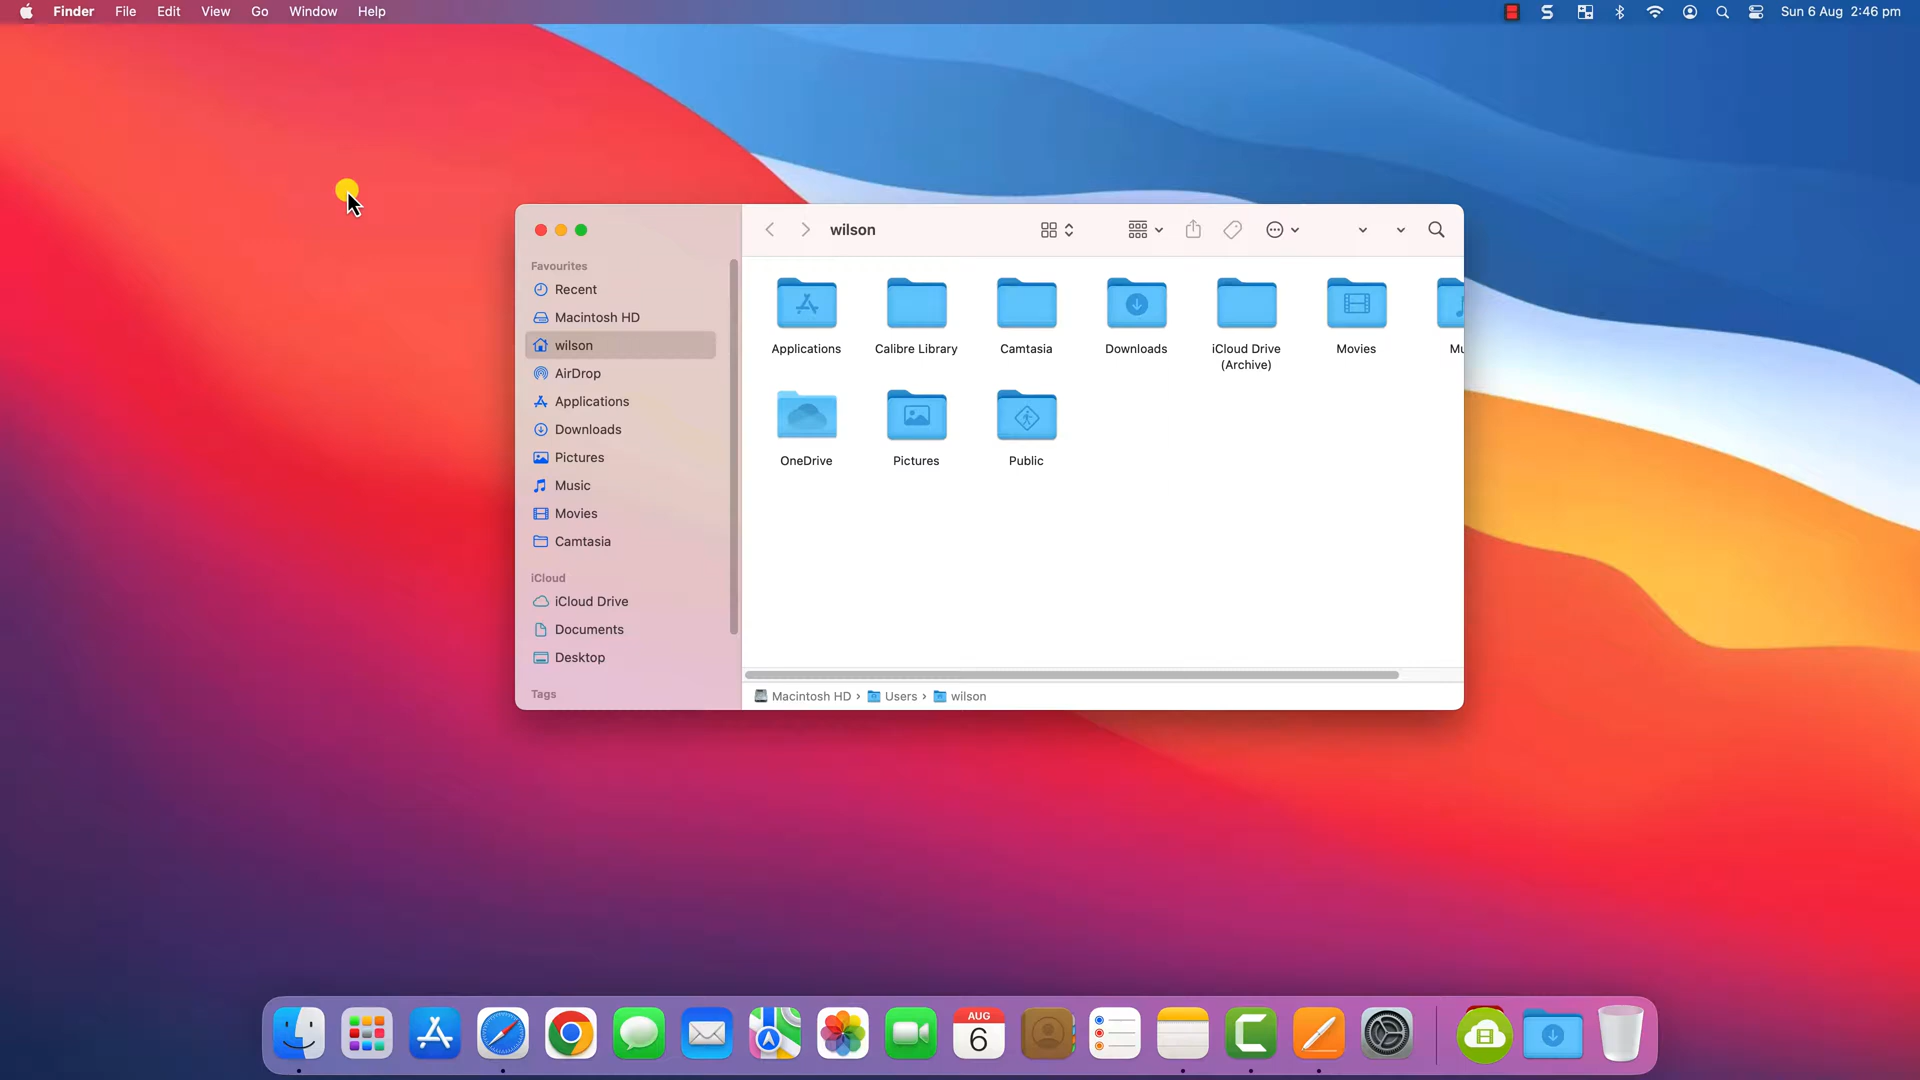 Finder File Edit View Go Window Help
Sun 6 Aug 2:46 pm
wilson
Favourites
Recent
Macintosh HD
wilson
AirDrop
Applications
Downloads
Pictures
Music
Movies
Camtasia
iCloud
iCloud Drive
Documents
Desktop
Tags
Applications Calibre Library Camtasia Downloads iCloud Drive (Archive) Movies Mu
OneDrive Pictures Public
Macintosh HD › Users › wilson
AUG
6